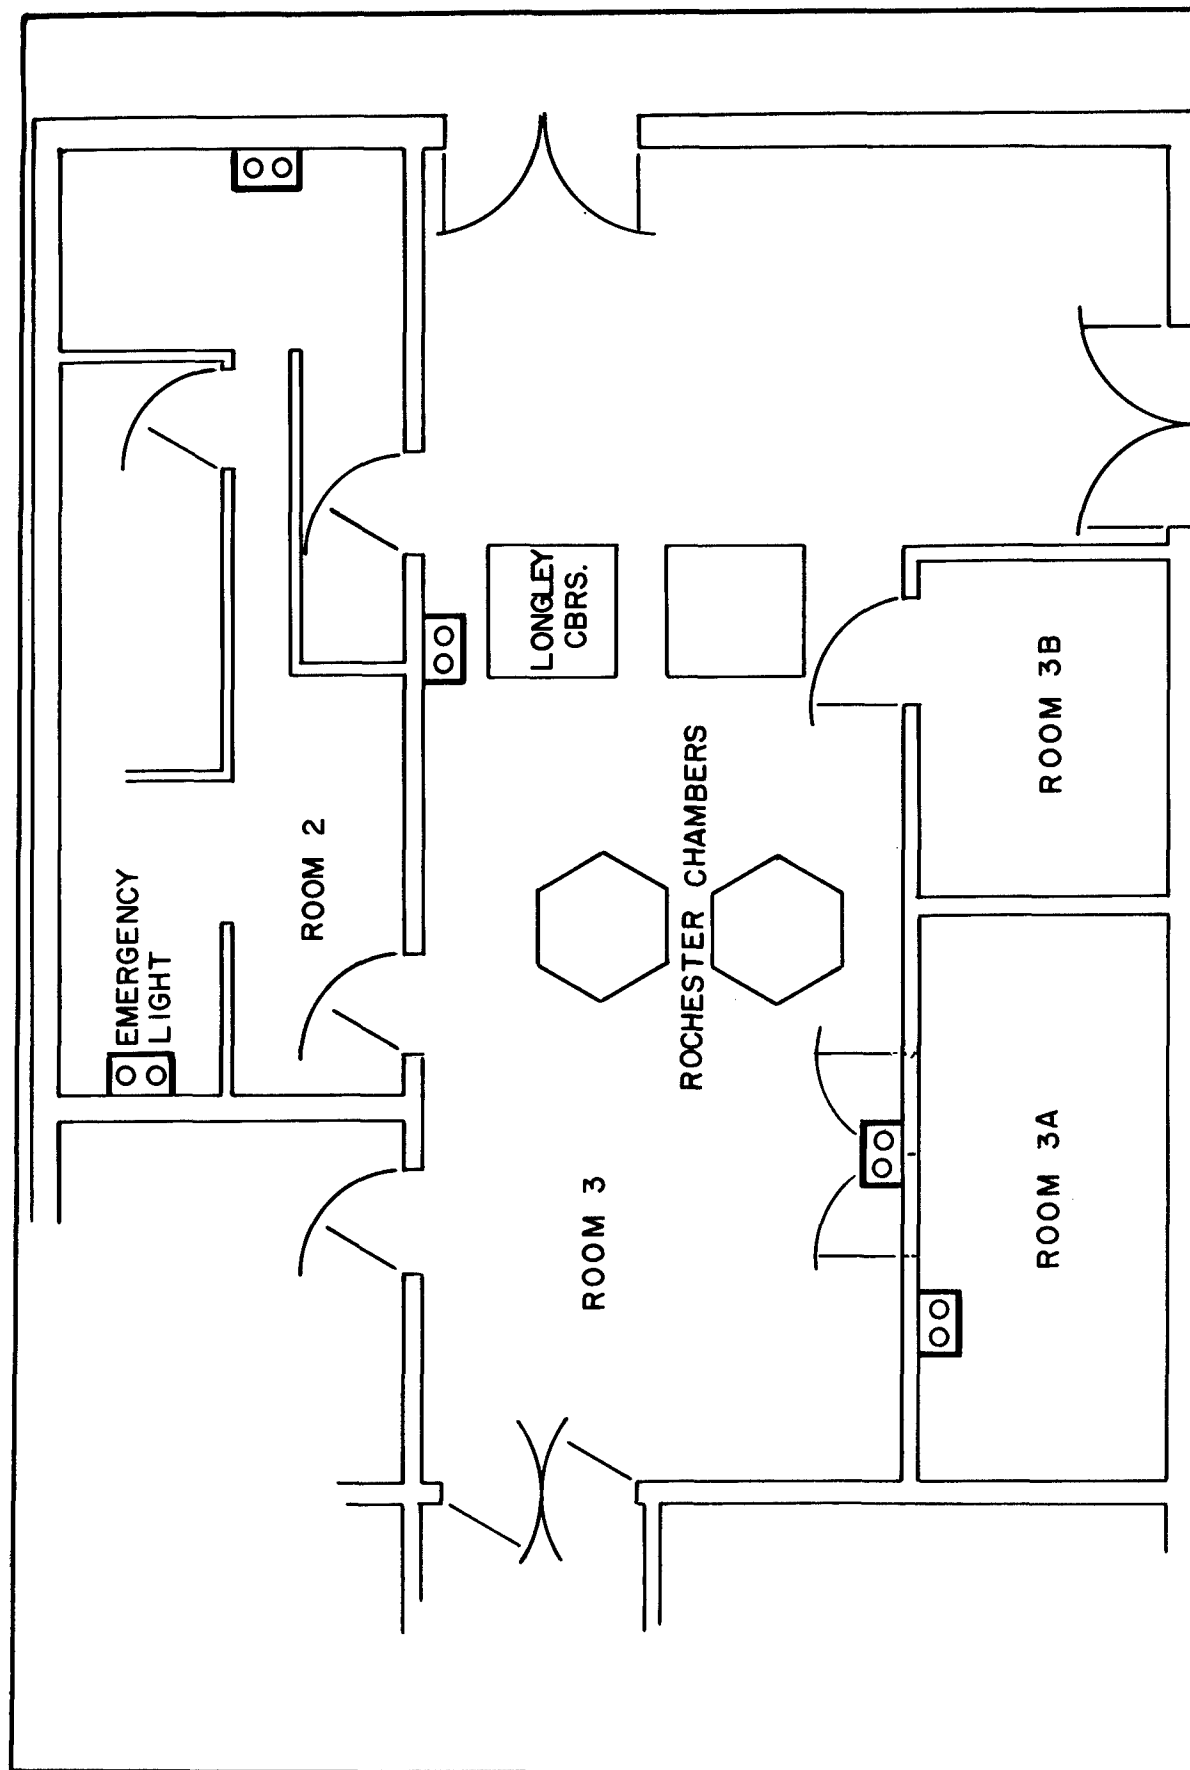 EMERGENCY
LIGHT
ROOM 2
LONGLEY
CBRS.
ROCHESTER CHAMBERS
ROOM 3
ROOM 3A
ROOM 3B